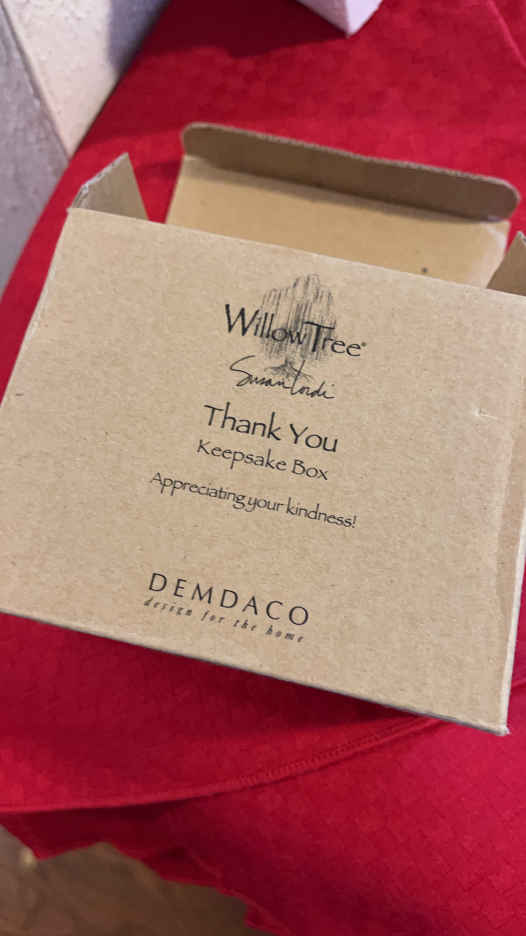 WillowTree®
Susan Lordi
Thank You
Keepsake Box
Appreciating your kindness!
DEMDACO
design for the home